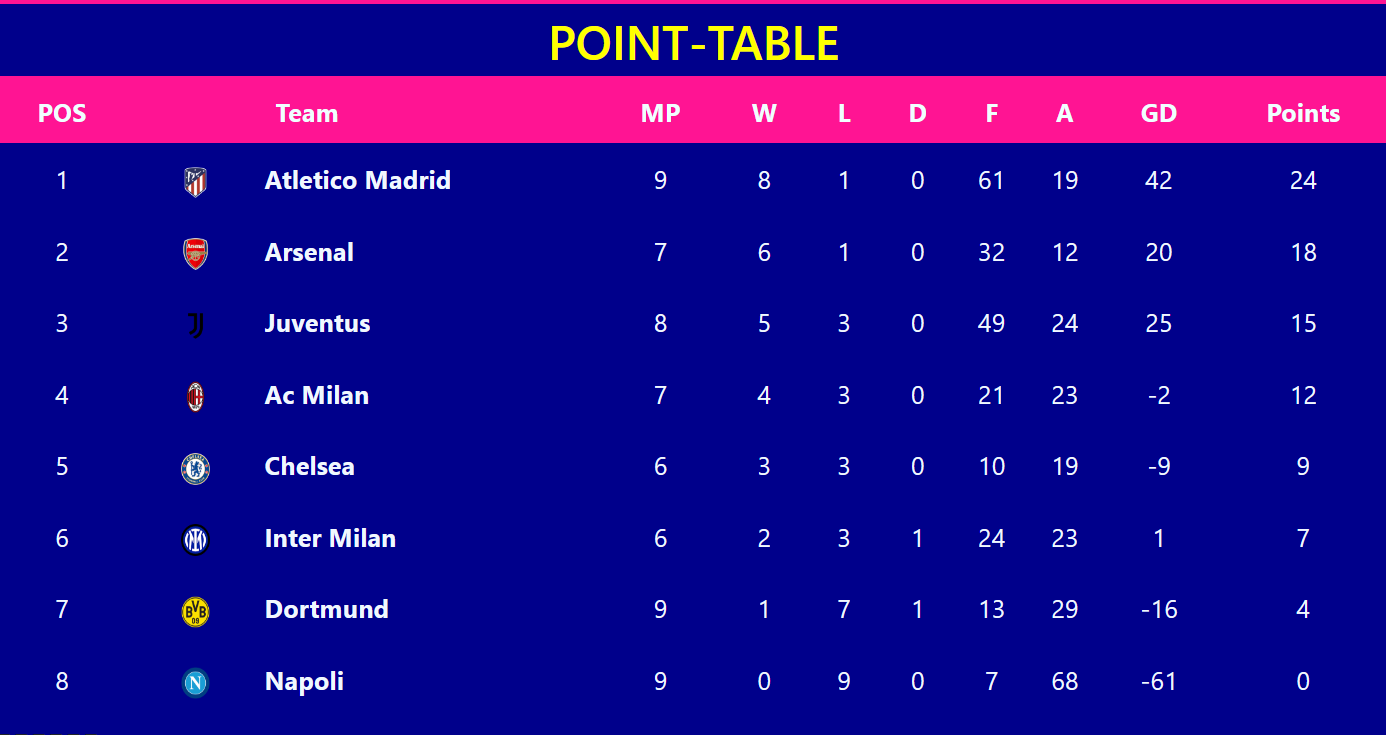 POINT-TABLE
POS Team MP W L D F A GD Points
1 Atletico Madrid 9 8 1 0 61 19 42 24
2 Arsenal 7 6 1 0 32 12 20 18
3 Juventus 8 5 3 0 49 24 25 15
4 Ac Milan 7 4 3 0 21 23 -2 12
5 Chelsea 6 3 3 0 10 19 -9 9
6 Inter Milan 6 2 3 1 24 23 1 7
7 Dortmund 9 1 7 1 13 29 -16 4
8 Napoli 9 0 9 0 7 68 -61 0